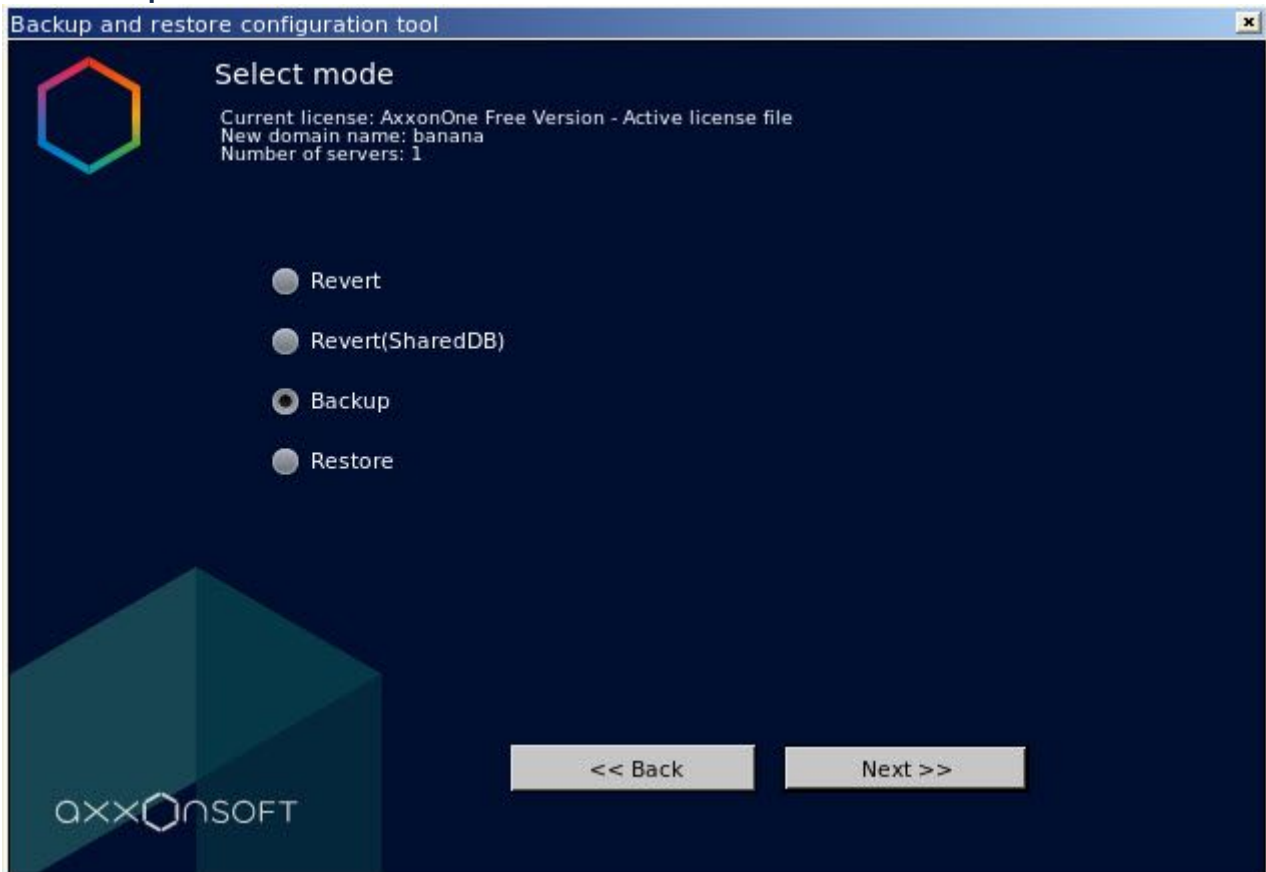 Backup and restore configuration tool
Select mode
Current license: AxxonOne Free Version - Active license file
New domain name: banana
Number of servers: 1
Revert
Revert(SharedDB)
Backup
Restore
<< Back
Next >>
axxonsoft